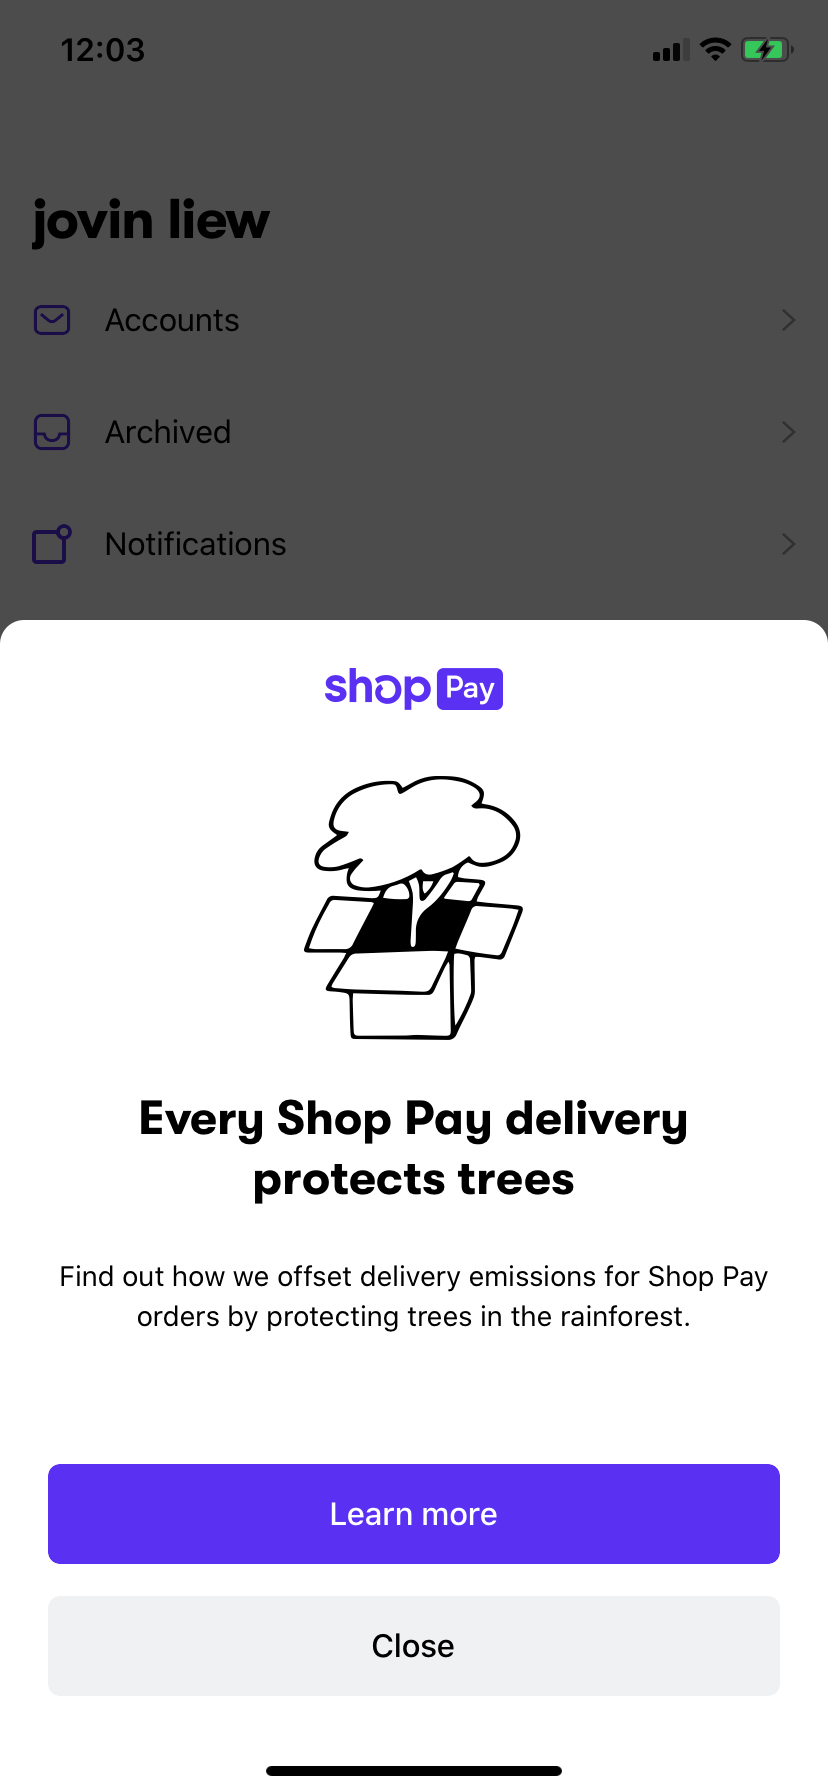 12:03
jovin liew
Accounts
Archived
Notifications
shop Pay
Every Shop Pay delivery
protects trees
Find out how we offset delivery emissions for Shop Pay
orders by protecting trees in the rainforest.
Learn more
Close